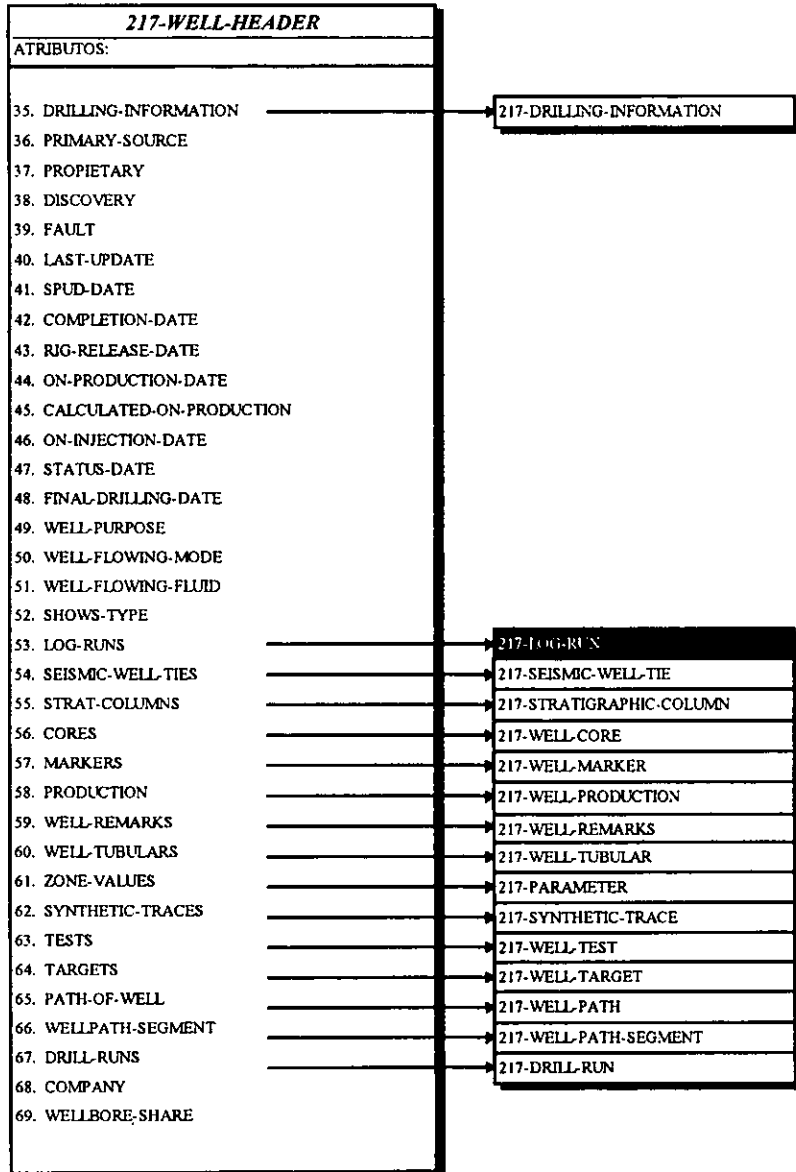 217-WELL-HEADER
ATRIBUTOS:
35. DRILLING-INFORMATION 217-DRILLING-INFORMATION
36. PRIMARY-SOURCE
37. PROPIETARY
38. DISCOVERY
39. FAULT
40. LAST-UPDATE
41. SPUD-DATE
42. COMPLETION-DATE
43. RIG-RELEASE-DATE
44. ON-PRODUCTION-DATE
45. CALCULATED-ON-PRODUCTION
46. ON-INJECTION-DATE
47. STATUS-DATE
48. FINAL-DRILLING-DATE
49. WELL-PURPOSE
50. WELL-FLOWING-MODE
51. WELL-FLOWING-FLUID
52. SHOWS-TYPE
53. LOG-RUNS 217-LOG-RUN
54. SEISMIC-WELL-TIES 217-SEISMIC-WELL-TIE
55. STRAT-COLUMNS 217-STRATIGRAPHIC-COLUMN
56. CORES 217-WELL-CORE
57. MARKERS 217-WELL-MARKER
58. PRODUCTION 217-WELL-PRODUCTION
59. WELL-REMARKS 217-WELL-REMARKS
60. WELL-TUBULARS 217-WELL-TUBULAR
61. ZONE-VALUES 217-PARAMETER
62. SYNTHETIC-TRACES 217-SYNTHETIC-TRACE
63. TESTS 217-WELL-TEST
64. TARGETS 217-WELL-TARGET
65. PATH-OF-WELL 217-WELL-PATH
66. WELLPATH-SEGMENT 217-WELL-PATH-SEGMENT
67. DRILL-RUNS 217-DRILL-RUN
68. COMPANY
69. WELLBORE-SHARE